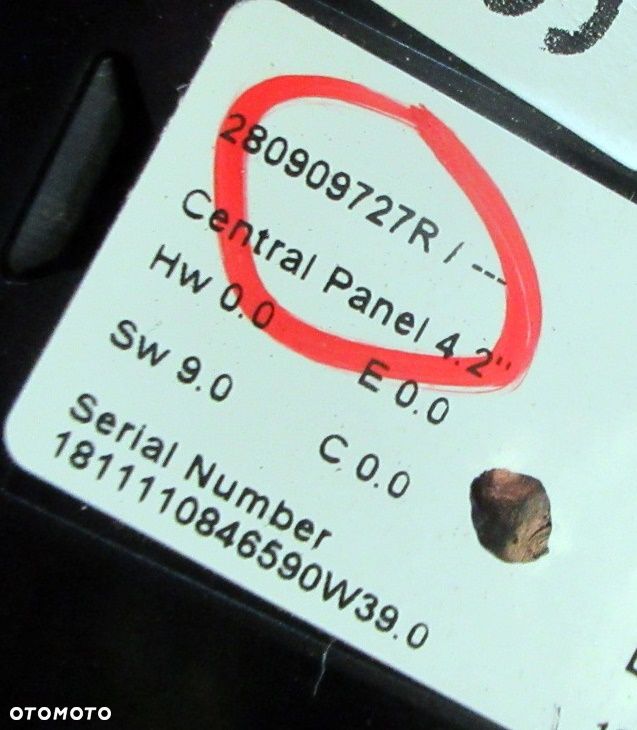 280909727R / ---
Central Panel 4.2"
Hw 0.0
E 0.0
Sw 9.0
C 0.0
Serial Number
1811110846590W39.0
OTOMOTO